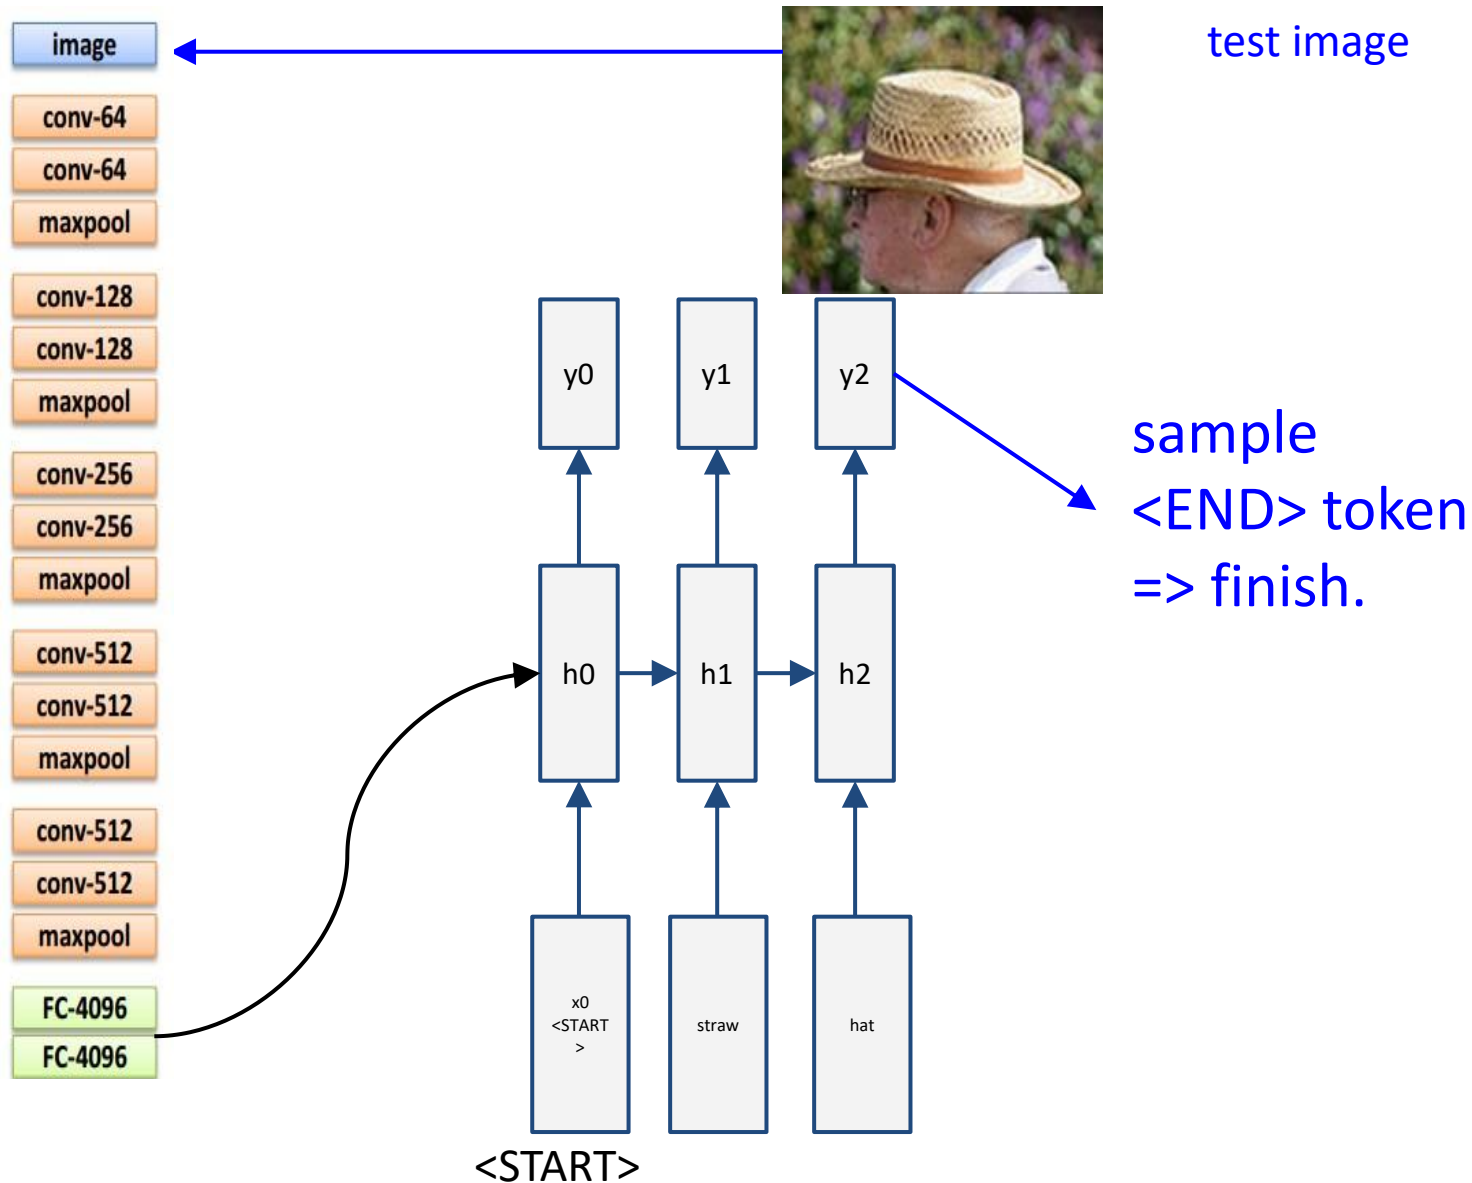 image
conv-64
conv-64
maxpool
conv-128
conv-128
maxpool
conv-256
conv-256
maxpool
conv-512
conv-512
maxpool
conv-512
conv-512
maxpool
FC-4096
FC-4096
test image
y0
y1
y2
sample
<END> token
=> finish.
h0
h1
h2
x0
<START
>
straw
hat
<START>